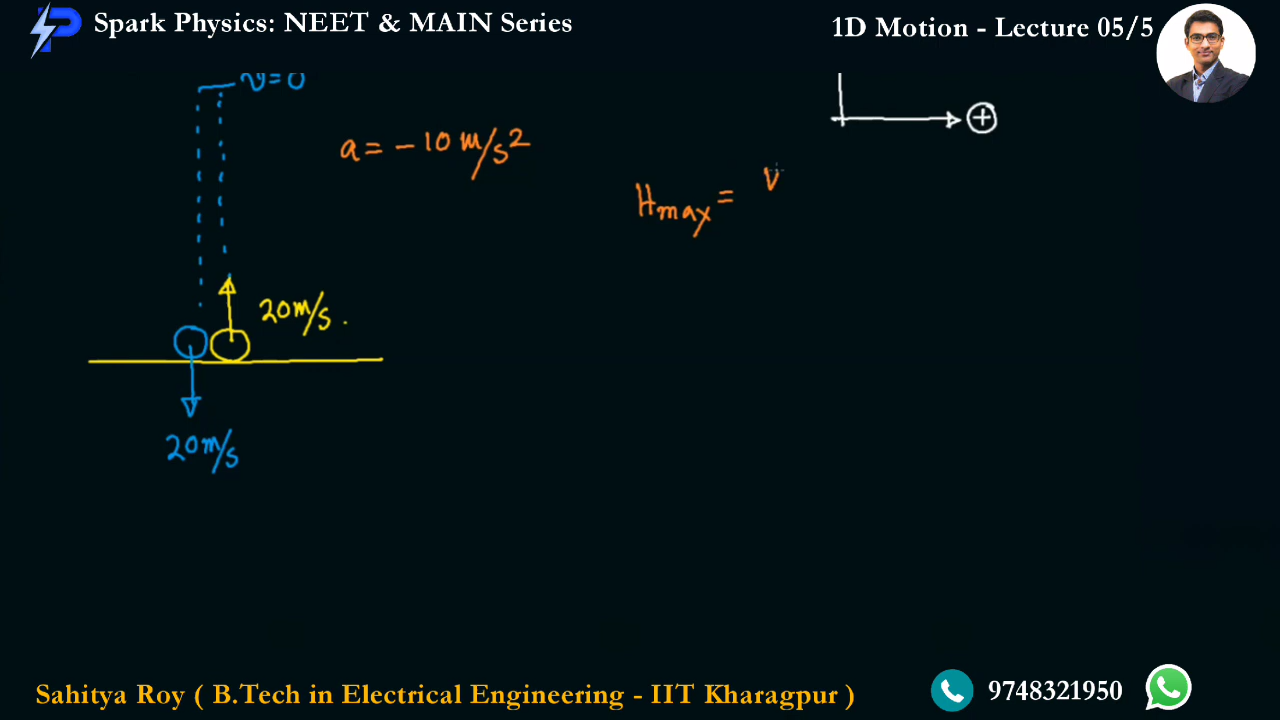 Spark Physics: NEET & MAIN Series
1D Motion - Lecture 05/5
v=0
+
a = - 10 m/s2
Hmax = V
20m/s.
20m/s
Sahitya Roy ( B.Tech in Electrical Engineering - IIT Kharagpur )
9748321950